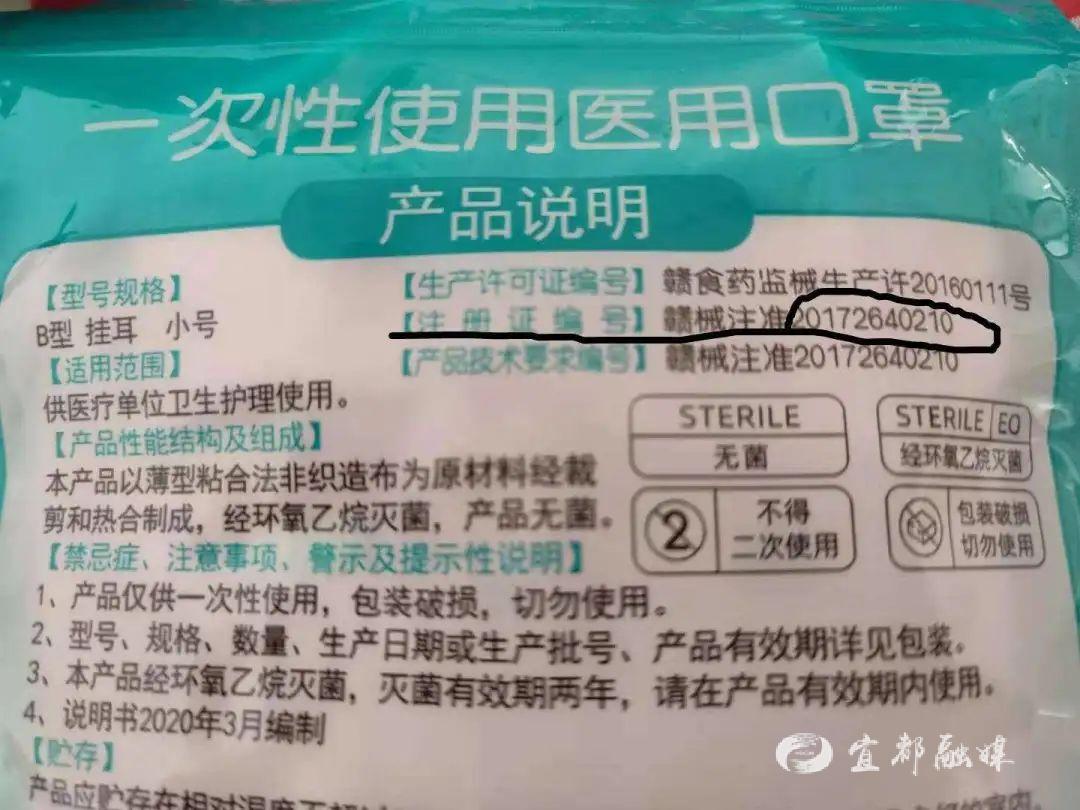 一次性使用医用口罩
产品说明
【型号规格】
B型 挂耳 小号
【适用范围】
供医疗单位卫生护理使用。
【生产许可证编号】赣食药监械生产许20160111号
【注册证编号】赣械注准20172640210
【产品技术要求编号】赣械注准20172640210
【产品性能结构及组成】
本产品以薄型粘合法非织造布为原材料经裁
剪和热合制成，经环氧乙烷灭菌，产品无菌。
STERILE
无菌
STERILE EO
经环氧乙烷灭菌
2
不得
二次使用
包装破损
切勿使用
【禁忌症、注意事项、警示及提示性说明】
1、产品仅供一次性使用，包装破损，切勿使用。
2、型号、规格、数量、生产日期或生产批号、产品有效期详见包装。
3、本产品经环氧乙烷灭菌，灭菌有效期两年，请在产品有效期内使用。
4、说明书2020年3月编制
【贮存】
产品应贮存在相对湿度不超
宜都融媒